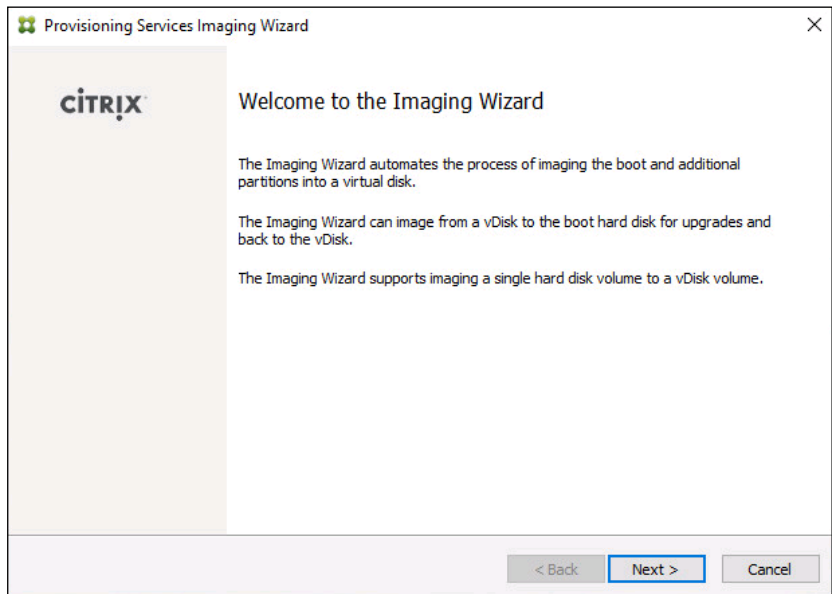 Provisioning Services Imaging Wizard
CITRIX
Welcome to the Imaging Wizard
The Imaging Wizard automates the process of imaging the boot and additional
partitions into a virtual disk.
The Imaging Wizard can image from a vDisk to the boot hard disk for upgrades and
back to the vDisk.
The Imaging Wizard supports imaging a single hard disk volume to a vDisk volume.
< Back
Next >
Cancel